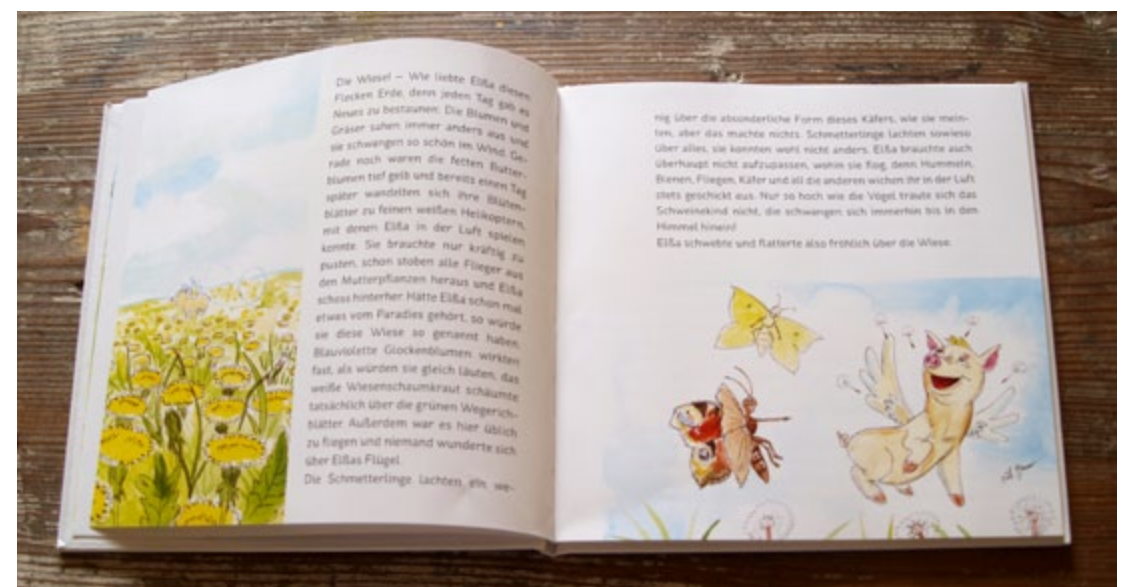 Die Wiese! – Wie liebte Elßa diesen
Flecken Erde, denn jeden Tag gab es
Neues zu bestaunen: Die Blumen und
Gräser sahen immer anders aus und
sie schwangen so schön im Wind. Ge-
rade noch waren die fetten Butter-
blumen tief gelb und bereits einen Tag
später wandelten sich ihre Blüten-
blätter zu feinen weißen Helikoptern,
mit denen Elßa in der Luft spielen
konnte. Sie brauchte nur kräftig zu
pusten, schon stoben alle Flieger aus
den Mutterpflanzen heraus und Elßa
schoss hinterher. Hätte Elßa schon mal
etwas vom Paradies gehört, so würde
sie diese Wiese so genannt haben.
Blauviolette Glockenblumen wirkten
fast, als würden sie gleich läuten, das
weiße Wiesenschaumkraut schäumte
tatsächlich über die grünen Wegerich-
blätter. Außerdem war es hier üblich
zu fliegen und niemand wunderte sich
über Elßas Flügel.
Die Schmetterlinge lachten ein we-
nig über die absonderliche Form dieses Käfers, wie sie mein-
ten, aber das machte nichts. Schmetterlinge lachten sowieso
über alles, sie konnten wohl nicht anders. Elßa brauchte auch
überhaupt nicht aufzupassen, wohin sie flog, denn Hummeln,
Bienen, Fliegen, Käfer und all die anderen wichen ihr in der Luft
stets geschickt aus. Nur so hoch wie die Vögel traute sich das
Schweinekind nicht, die schwangen sich immerhin bis in den
Himmel hinein!
Elßa schwebte und flatterte also fröhlich über die Wiese.